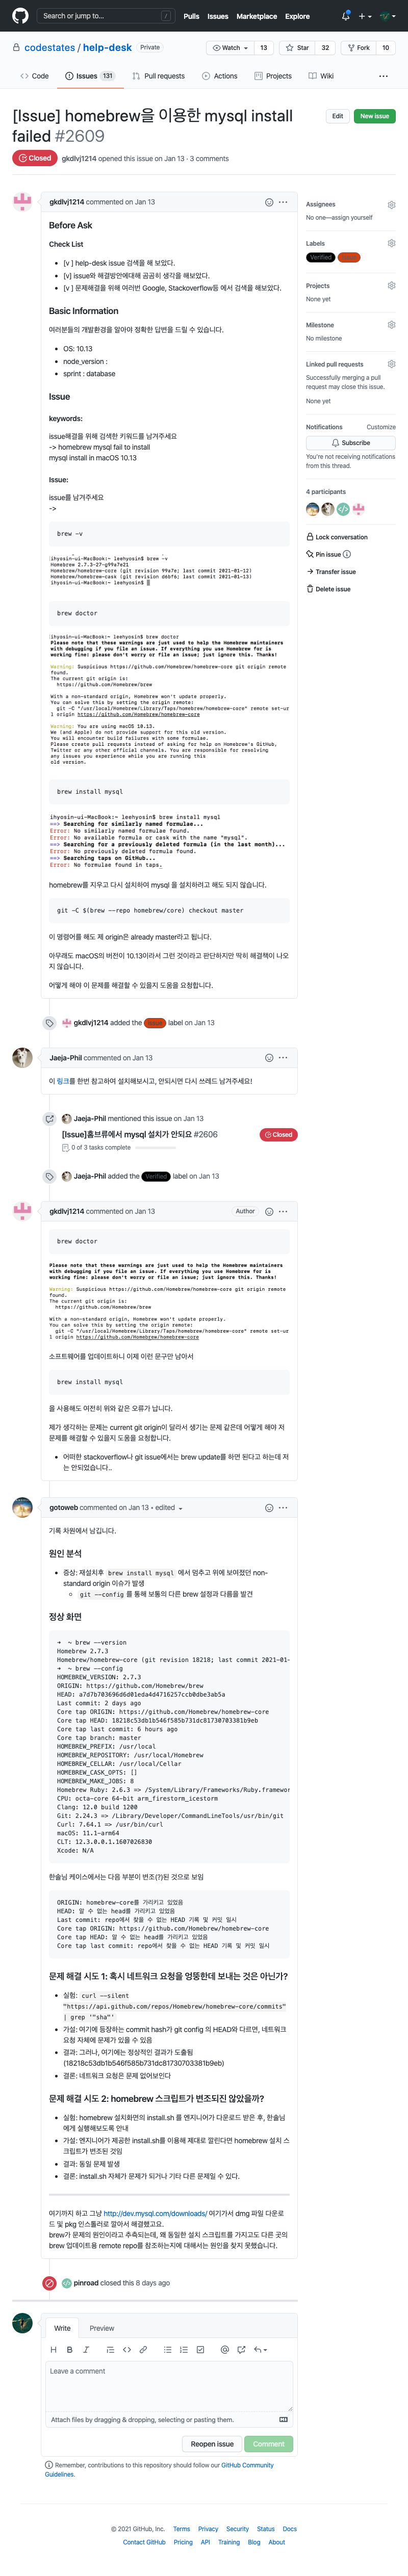 Search or jump to...
/
Pulls Issues Marketplace Explore
codestates / help-desk Private
Watch 13 Star 32 Fork 10
Code Issues 131 Pull requests Actions Projects Wiki
[Issue] homebrew을 이용한 mysql install
failed #2609
Edit New issue
Closed gkdlvj1214 opened this issue on Jan 13 · 3 comments
gkdlvj1214 commented on Jan 13
Before Ask
Check List
[v ] help-desk issue 검색을 해 보았다.
[v] issue와 해결방안에대해 곰곰히 생각을 해보았다.
[v ] 문제해결을 위해 여러번 Google, Stackoverflow등 에서 검색을 해보았다.
Basic Information
여러분들의 개발환경을 알아야 정확한 답변을 드릴 수 있습니다.
OS: 10.13
node_version :
sprint : database
Issue
keywords:
issue해결을 위해 검색한 키워드를 남겨주세요
-> homebrew mysql fail to install
mysql install in macOS 10.13
Issue:
issue를 남겨주세요
->
brew -v
ihyosin-ui-MacBook:~ leehyosin$ brew -v
Homebrew 2.7.3-27-g99fa7e21
Homebrew/homebrew-core (git revision 99a7e; last commit 2021-01-12)
Homebrew/homebrew-cask (git revision debf6; last commit 2021-01-13)
ihyosin-ui-MacBook:~ leehyosin$
brew doctor
ihyosin-ui-MacBook:~ leehyosin$ brew doctor
Please note that these warnings are just used to help the Homebrew maintainers
with debugging if you file an issue. If everything you use Homebrew for is
working fine: please don't worry or file an issue; just ignore this. Thanks!
Warning: Suspicious https://github.com/Homebrew/homebrew-core git origin remote
found.
The current git origin is:
https://github.com/Homebrew/brew
With a non-standard origin, Homebrew won't update properly.
You can solve this by setting the origin remote:
git -C "/usr/local/Homebrew/Library/Taps/homebrew/homebrew-core" remote set-ur
l origin https://github.com/Homebrew/homebrew-core
Warning: You are using macOS 10.13.
We (and Apple) do not provide support for this old version.
You will encounter build failures with some formulae.
Please create pull requests instead of asking for help on Homebrew's GitHub,
Twitter or any other official channels. You are responsible for resolving
any issues you experience while you are running this
old version.
brew install mysql
ihyosin-ui-MacBook:~ leehyosin$ brew install mysql
==> Searching for similarly named formulae...
Error: No similarly named formulae found.
Error: No available formula or cask with the name "mysql".
==> Searching for a previously deleted formula (in the last month)...
Error: No previously deleted formula found.
==> Searching taps on GitHub...
Error: No formulae found in taps.
homebrew를 지우고 다시 설치하여 mysql 을 설치하려고 해도 되지 않습니다.
git -C $(brew --repo homebrew/core) checkout master
이 명령어를 해도 제 origin은 already master라고 됩니다.
아무래도 macOS의 버전이 10.13이라서 그런 것이라고 판단하지만 딱히 해결책이 나오
지 않습니다.
어떻게 해야 이 문제를 해결할 수 있을지 도움을 요청합니다.
gkdlvj1214 added the label on Jan 13
Jaeja-Phil commented on Jan 13
이 링크를 한번 참고하여 설치해보시고, 안되시면 다시 쓰레드 남겨주세요!
Jaeja-Phil mentioned this issue on Jan 13
[Issue]홈브류에서 mysql 설치가 안되요 #2606
Closed
0 of 3 tasks complete
Jaeja-Phil added the Verified label on Jan 13
gkdlvj1214 commented on Jan 13
Author
brew doctor
Please note that these warnings are just used to help the Homebrew maintainers
with debugging if you file an issue. If everything you use Homebrew for is
working fine: please don't worry or file an issue; just ignore this. Thanks!
Warning: Suspicious https://github.com/Homebrew/homebrew-core git origin remote
found.
The current git origin is:
https://github.com/Homebrew/brew
With a non-standard origin, Homebrew won't update properly.
You can solve this by setting the origin remote:
git -C "/usr/local/Homebrew/Library/Taps/homebrew/homebrew-core" remote set-ur
l origin https://github.com/Homebrew/homebrew-core
소프트웨어를 업데이트하니 이제 이런 문구만 남아서
brew install mysql
을 사용해도 여전히 위와 같은 오류가 납니다.
제가 생각하는 문제는 current git origin이 달라서 생기는 문제 같은데 어떻게 해야 저
문제를 해결할 수 있을지 도움을 요청합니다.
어떠한 stackoverflow나 git issue에서는 brew update를 하면 된다고 하는데 저
는 안되었습니다..
gotoweb commented on Jan 13 • edited
기록 차원에서 남깁니다.
원인 분석
증상: 재설치후 brew install mysql 에서 멈추고 위에 보여졌던 non-
standard origin 이슈가 발생
git --config 를 통해 보통의 다른 brew 설정과 다름을 발견
정상 화면
➜ ~ brew --version
Homebrew 2.7.3
Homebrew/homebrew-core (git revision 18218; last commit 2021-01-
➜ ~ brew --config
HOMEBREW_VERSION: 2.7.3
ORIGIN: https://github.com/Homebrew/brew
HEAD: a7d7b703696d6d01eda4d4716257ccb0dbe3ab5a
Last commit: 2 days ago
Core tap ORIGIN: https://github.com/Homebrew/homebrew-core
Core tap HEAD: 18218c53db1b546f585b731dc81730703381b9eb
Core tap last commit: 6 hours ago
Core tap branch: master
HOMEBREW_PREFIX: /usr/local
HOMEBREW_REPOSITORY: /usr/local/Homebrew
HOMEBREW_CELLAR: /usr/local/Cellar
HOMEBREW_CASK_OPTS: []
HOMEBREW_MAKE_JOBS: 8
Homebrew Ruby: 2.6.3 => /System/Library/Frameworks/Ruby.framewor
CPU: octa-core 64-bit arm_firestorm_icestorm
Clang: 12.0 build 1200
Git: 2.24.3 => /Library/Developer/CommandLineTools/usr/bin/git
Curl: 7.64.1 => /usr/bin/curl
macOS: 11.1-arm64
CLT: 12.3.0.0.1.1607026830
Xcode: N/A
한솔님 케이스에서는 다음 부분이 변조(?)된 것으로 보임
ORIGIN: homebrew-core를 가리키고 있었음
HEAD: 알 수 없는 head를 가리키고 있었음
Last commit: repo에서 찾을 수 없는 HEAD 기록 및 커밋 일시
Core tap ORIGIN: https://github.com/Homebrew/homebrew-core
Core tap HEAD: 알 수 없는 head를 가리키고 있었음
Core tap last commit: repo에서 찾을 수 없는 HEAD 기록 및 커밋 일시
문제 해결 시도 1: 혹시 네트워크 요청을 엉뚱한데 보내는 것은 아닌가?
실험: curl --silent
"https://api.github.com/repos/Homebrew/homebrew-core/commits"
| grep '"sha"'
가설: 여기에 등장하는 commit hash가 git config 의 HEAD와 다르면, 네트워크
요청 자체에 문제가 있을 수 있음
결과: 그러나, 여기에는 정상적인 결과가 도출됨
(18218c53db1b546f585b731dc81730703381b9eb)
결론: 네트워크 요청은 문제 없어보인다
문제 해결 시도 2: homebrew 스크립트가 변조되진 않았을까?
실험: homebrew 설치화면의 install.sh 를 엔지니어가 다운로드 받은 후, 한솔님
에게 실행해보도록 안내
가설: 엔지니어가 제공한 install.sh를 이용해 제대로 깔린다면 homebrew 설치 스
크립트가 변조된 것임
결과: 동일 문제 발생
결론: install.sh 자체가 문제가 되거나 기타 다른 문제일 수 있다.
여기까지 하고 그냥 http://dev.mysql.com/downloads/ 여기가서 dmg 파일 다운로
드 및 pkg 인스톨러로 깔아서 해결했고요.
brew가 문제의 원인이라고 추측되는데, 왜 동일한 설치 스크립트를 가지고도 다른 곳의
brew 업데이트용 remote repo를 참조하는지에 대해서는 원인을 찾지 못했습니다.
pinroad closed this 8 days ago
Write Preview
Leave a comment
Attach files by dragging & dropping, selecting or pasting them.
Reopen issue Comment
Remember, contributions to this repository should follow our GitHub Community
Guidelines.
Assignees
No one—assign yourself
Labels
Verified
Projects
None yet
Milestone
No milestone
Linked pull requests
Successfully merging a pull
request may close this issue.
None yet
Notifications Customize
Subscribe
You're not receiving notifications
from this thread.
4 participants
Lock conversation
Pin issue
Transfer issue
Delete issue
© 2021 GitHub, Inc. Terms Privacy Security Status Docs
Contact GitHub Pricing API Training Blog About